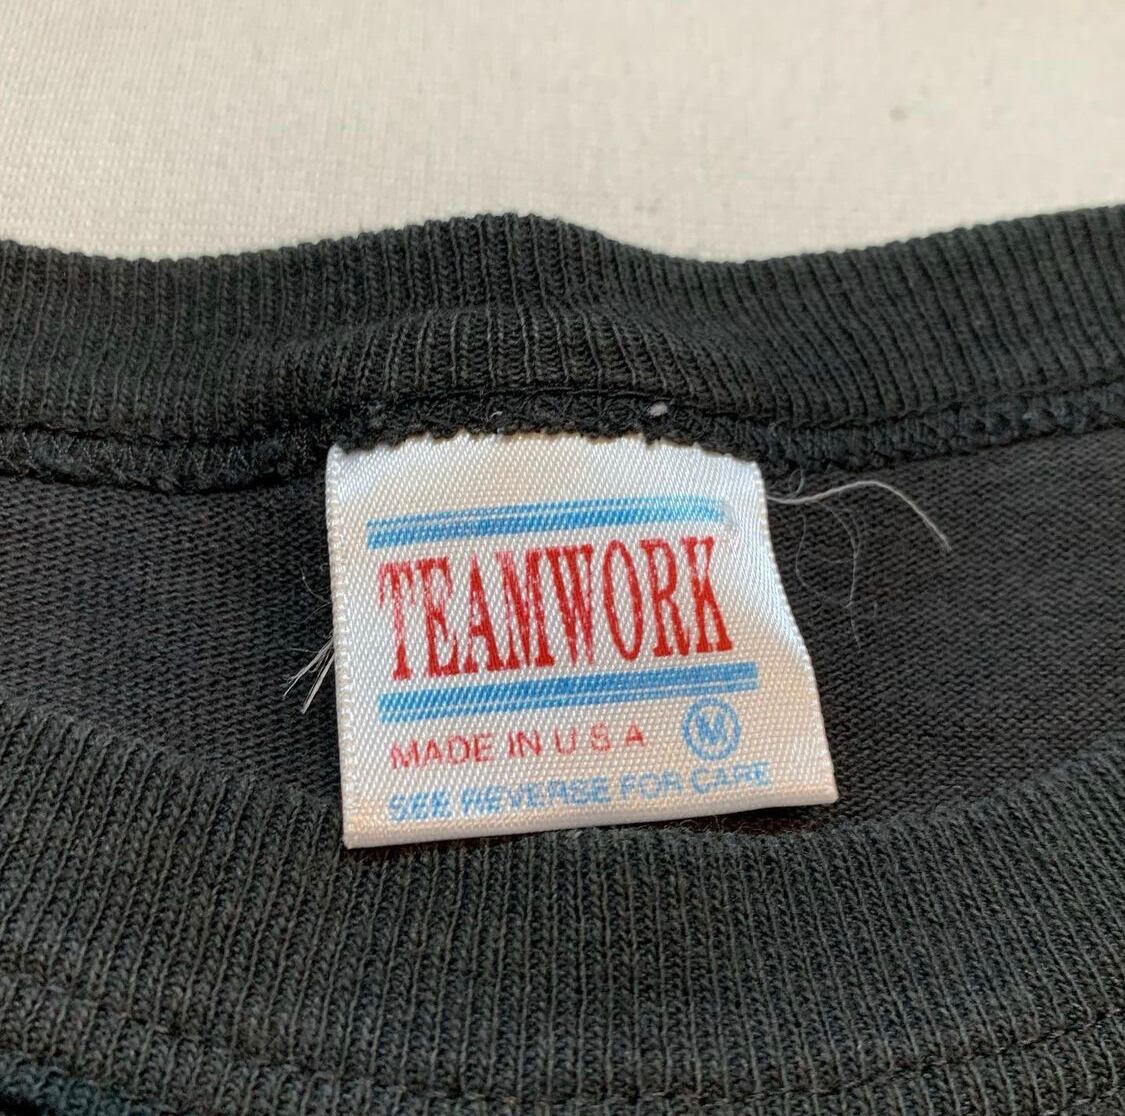 TEAMWORK
MADE IN U S A M
SEE REVERSE FOR CARE